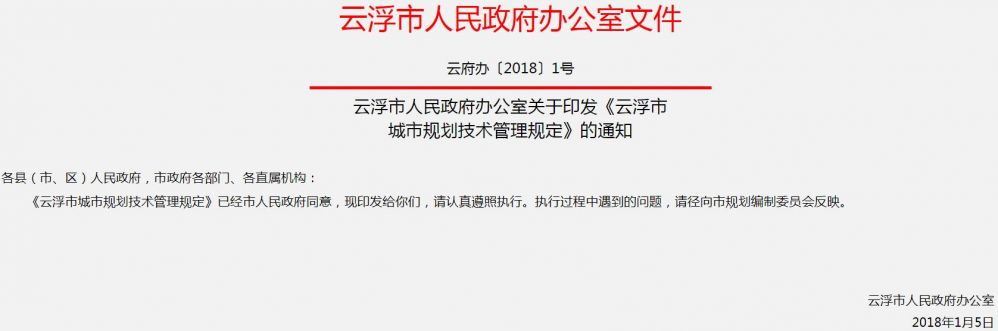 云浮市人民政府办公室文件
云府办〔2018〕1号
云浮市人民政府办公室关于印发《云浮市
城市规划技术管理规定》的通知
各县（市、区）人民政府，市政府各部门、各直属机构：
《云浮市城市规划技术管理规定》已经市人民政府同意，现印发给你们，请认真遵照执行。执行过程中遇到的问题，请径向市规划编制委员会反映。
云浮市人民政府办公室
2018年1月5日